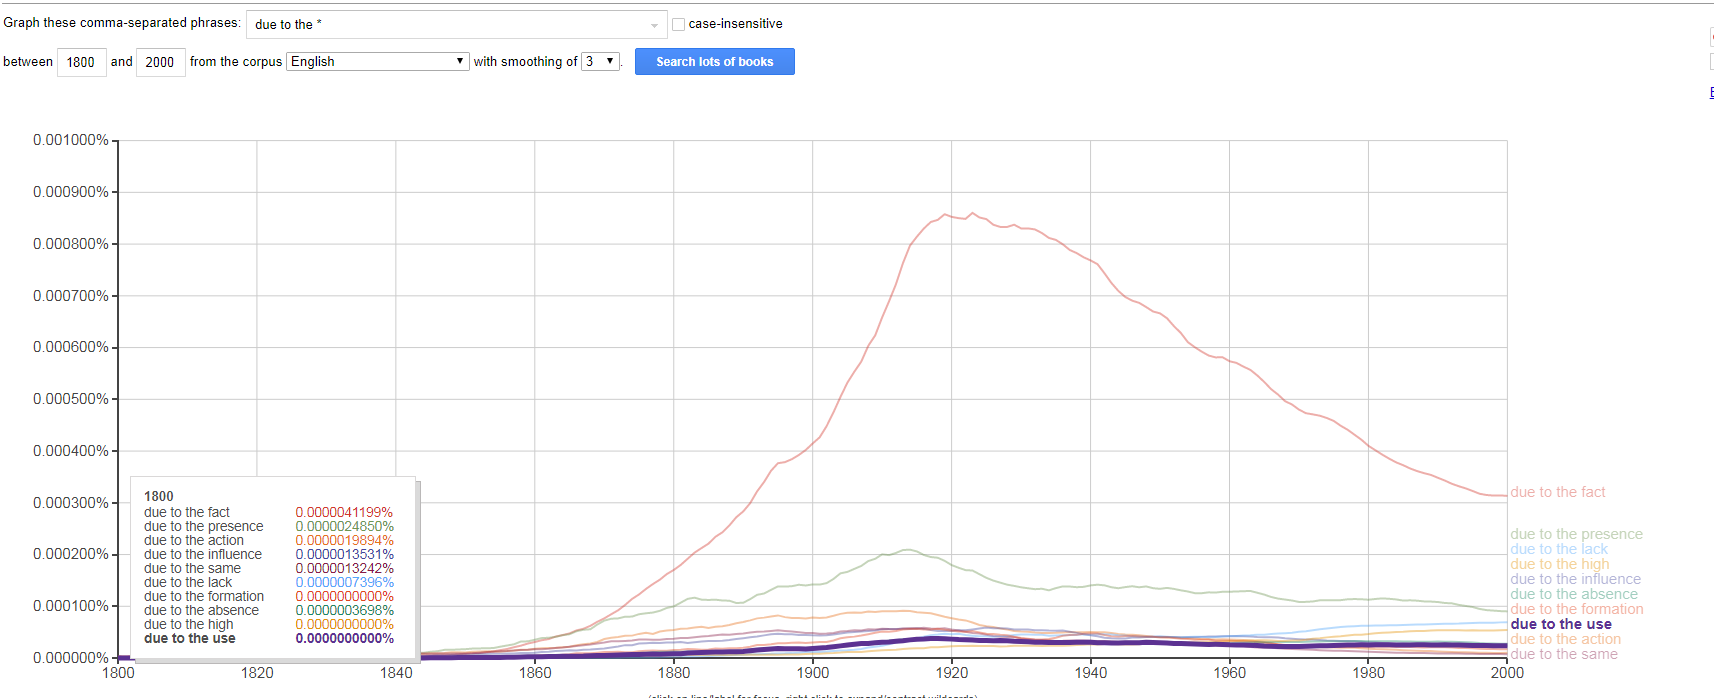 Graph these comma-separated phrases: due to the * case-insensitive
between 1800 and 2000 from the corpus English with smoothing of 3 . Search lots of books
0.001000%
0.000900%
0.000800%
0.000700%
0.000600%
0.000500%
0.000400%
0.000300%
0.000200%
0.000100%
0.000000%
1800
due to the fact 0.0000041199%
due to the presence 0.0000024850%
due to the action 0.0000019894%
due to the influence 0.0000013531%
due to the same 0.0000013242%
due to the lack 0.0000007396%
due to the formation 0.0000000000%
due to the absence 0.0000003698%
due to the high 0.0000000000%
due to the use 0.0000000000%
due to the fact
due to the presence
due to the lack
due to the high
due to the influence
due to the absence
due to the formation
due to the use
due to the action
due to the same
1800 1820 1840 1860 1880 1900 1920 1940 1960 1980 2000